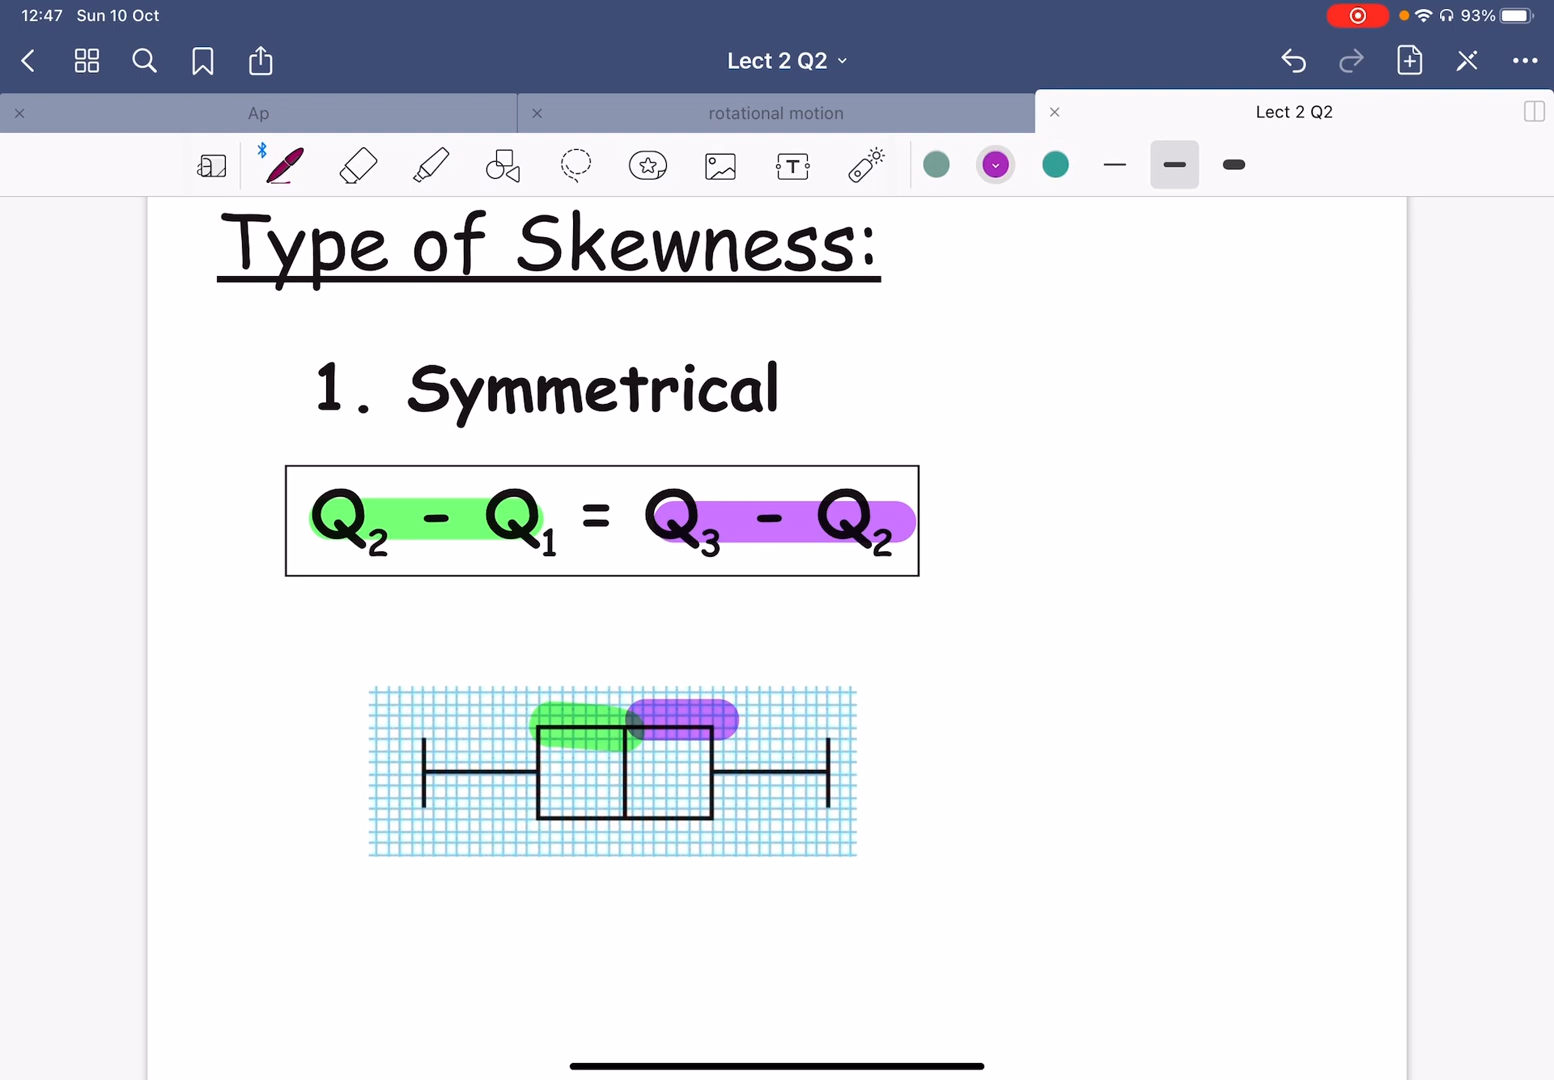 12:47 Sun 10 Oct 93%
Lect 2 Q2
Ap rotational motion Lect 2 Q2
T
Type of Skewness:
1. Symmetrical
Q₂ - Q₁ = Q₃ - Q₂